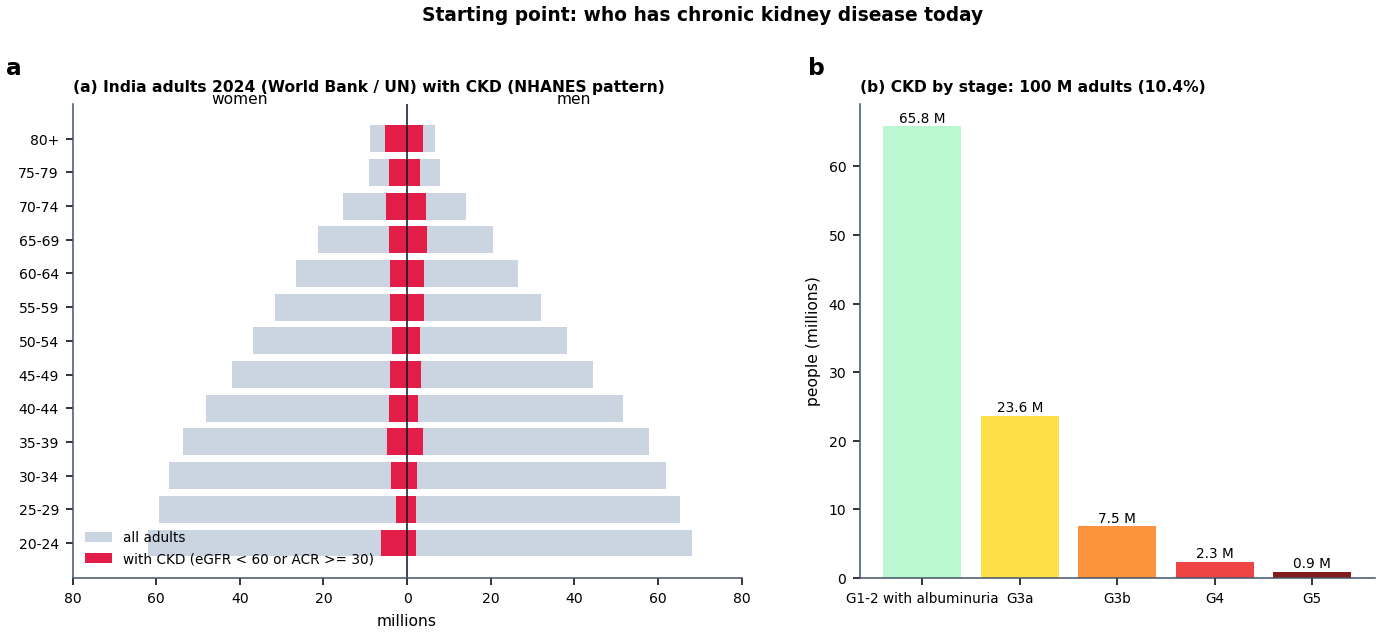 Starting point: who has chronic kidney disease today
a
(a) India adults 2024 (World Bank / UN) with CKD (NHANES pattern)
women
men
80+
75-79
70-74
65-69
60-64
55-59
50-54
45-49
40-44
35-39
30-34
25-29
20-24
all adults
with CKD (eGFR < 60 or ACR >= 30)
80 60 40 20 0 20 40 60 80
millions
b
(b) CKD by stage: 100 M adults (10.4%)
people (millions)
60
50
40
30
20
10
0
65.8 M
23.6 M
7.5 M
2.3 M
0.9 M
G1-2 with albuminuria G3a G3b G4 G5